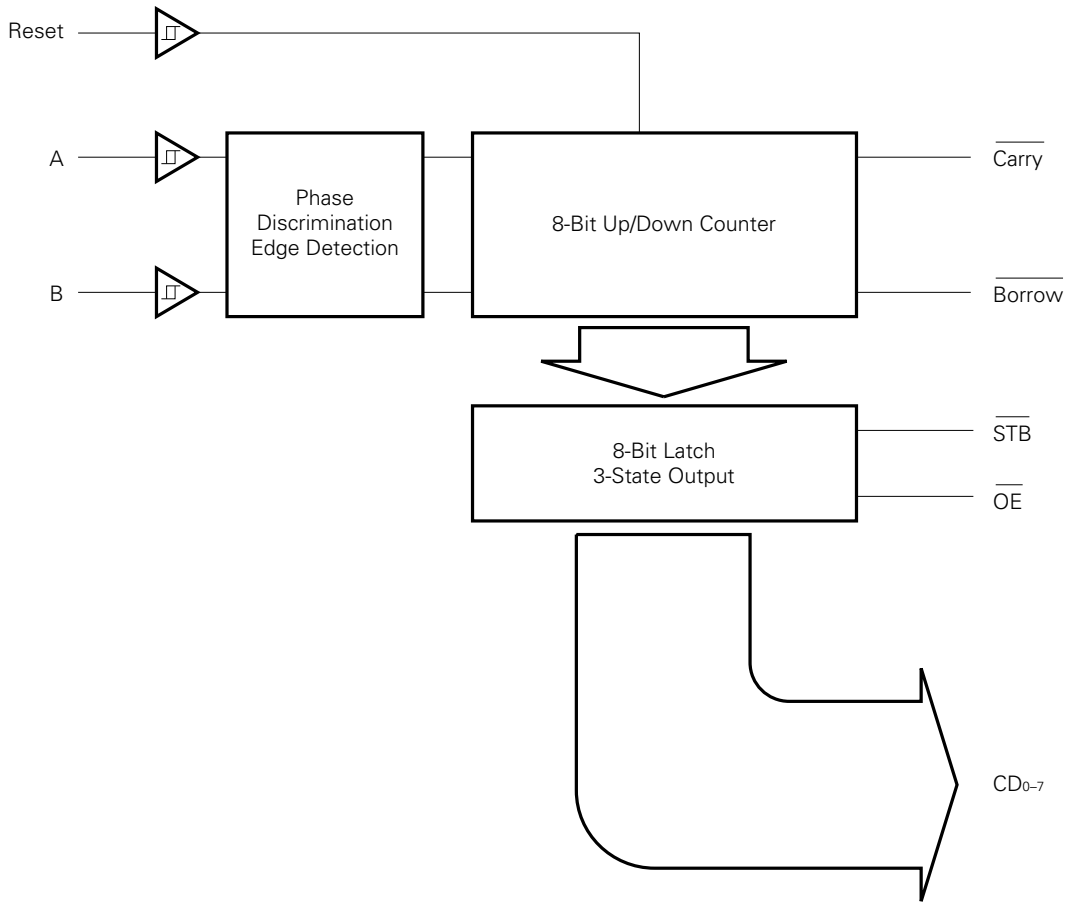 Reset
A
Phase
Discrimination
Edge Detection
8-Bit Up/Down Counter
Carry
B
Borrow
8-Bit Latch
3-State Output
STB
OE
CD0–7